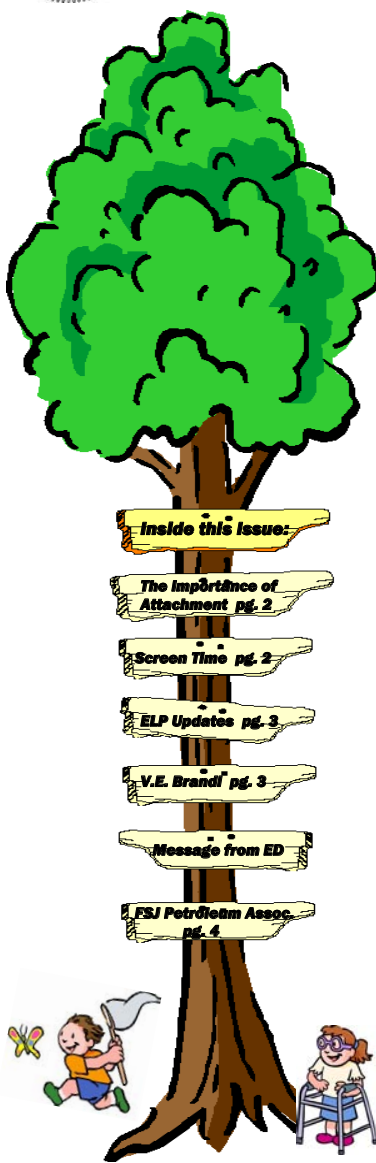 Inside this Issue:
The Importance of
Attachment pg. 2
Screen Time pg. 2
ELP Updates pg. 3
V.E. Brandl pg. 3
Message from ED
FSJ Petroleum Assoc.
pg. 4